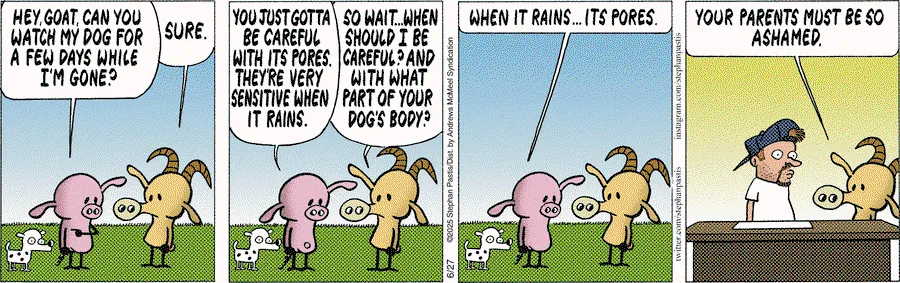 HEY, GOAT, CAN YOU
WATCH MY DOG FOR
A FEW DAYS WHILE
I'M GONE?
SURE.
YOU JUST GOTTA
BE CAREFUL
WITH ITS PORES.
THEY'RE VERY
SENSITIVE WHEN
IT RAINS.
SO WAIT...WHEN
SHOULD I BE
CAREFUL? AND
WITH WHAT
PART OF YOUR
DOG'S BODY?
©2025 Stephan Pastis/Dist. by Andrews McMeel Syndication
6/27
WHEN IT RAINS... ITS PORES.
twitter.com/stephanpastis
instagram.com/stephanpastis
YOUR PARENTS MUST BE SO
ASHAMED.